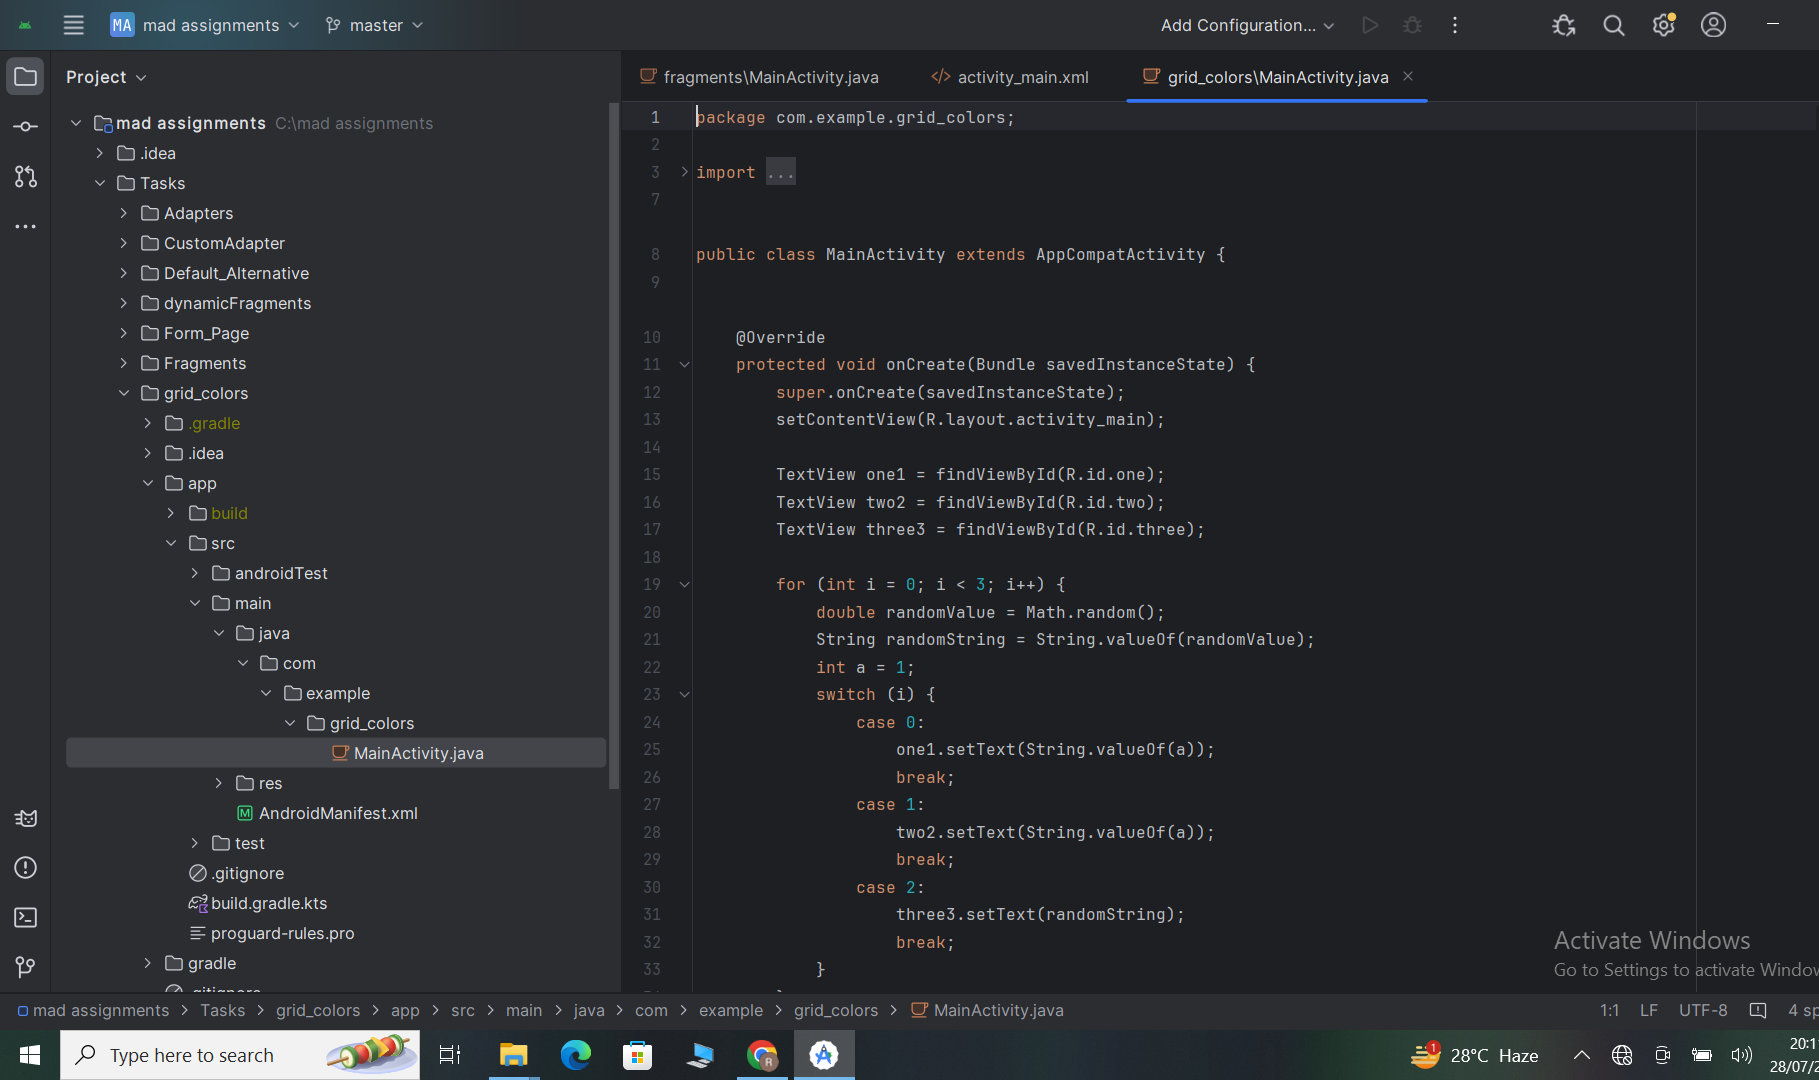 MA mad assignments master Add Configuration...
Project
fragments\MainActivity.java activity_main.xml grid_colors\MainActivity.java
mad assignments C:\mad assignments
.idea
Tasks
Adapters
CustomAdapter
Default_Alternative
dynamicFragments
Form_Page
Fragments
grid_colors
.gradle
.idea
app
build
src
androidTest
main
java
com
example
grid_colors
MainActivity.java
res
AndroidManifest.xml
test
.gitignore
build.gradle.kts
proguard-rules.pro
gradle
.gitignore
1 package com.example.grid_colors;
2
3 import ...
7
8 public class MainActivity extends AppCompatActivity {
9
10 @Override
11 protected void onCreate(Bundle savedInstanceState) {
12 super.onCreate(savedInstanceState);
13 setContentView(R.layout.activity_main);
14
15 TextView one1 = findViewById(R.id.one);
16 TextView two2 = findViewById(R.id.two);
17 TextView three3 = findViewById(R.id.three);
18
19 for (int i = 0; i < 3; i++) {
20 double randomValue = Math.random();
21 String randomString = String.valueOf(randomValue);
22 int a = 1;
23 switch (i) {
24 case 0:
25 one1.setText(String.valueOf(a));
26 break;
27 case 1:
28 two2.setText(String.valueOf(a));
29 break;
30 case 2:
31 three3.setText(randomString);
32 break;
33 }
Activate Windows
Go to Settings to activate Window
mad assignments > Tasks > grid_colors > app > src > main > java > com > example > grid_colors > MainActivity.java 1:1 LF UTF-8 4 sp
Type here to search R 1 28°C Haze 20:1
28/07/2